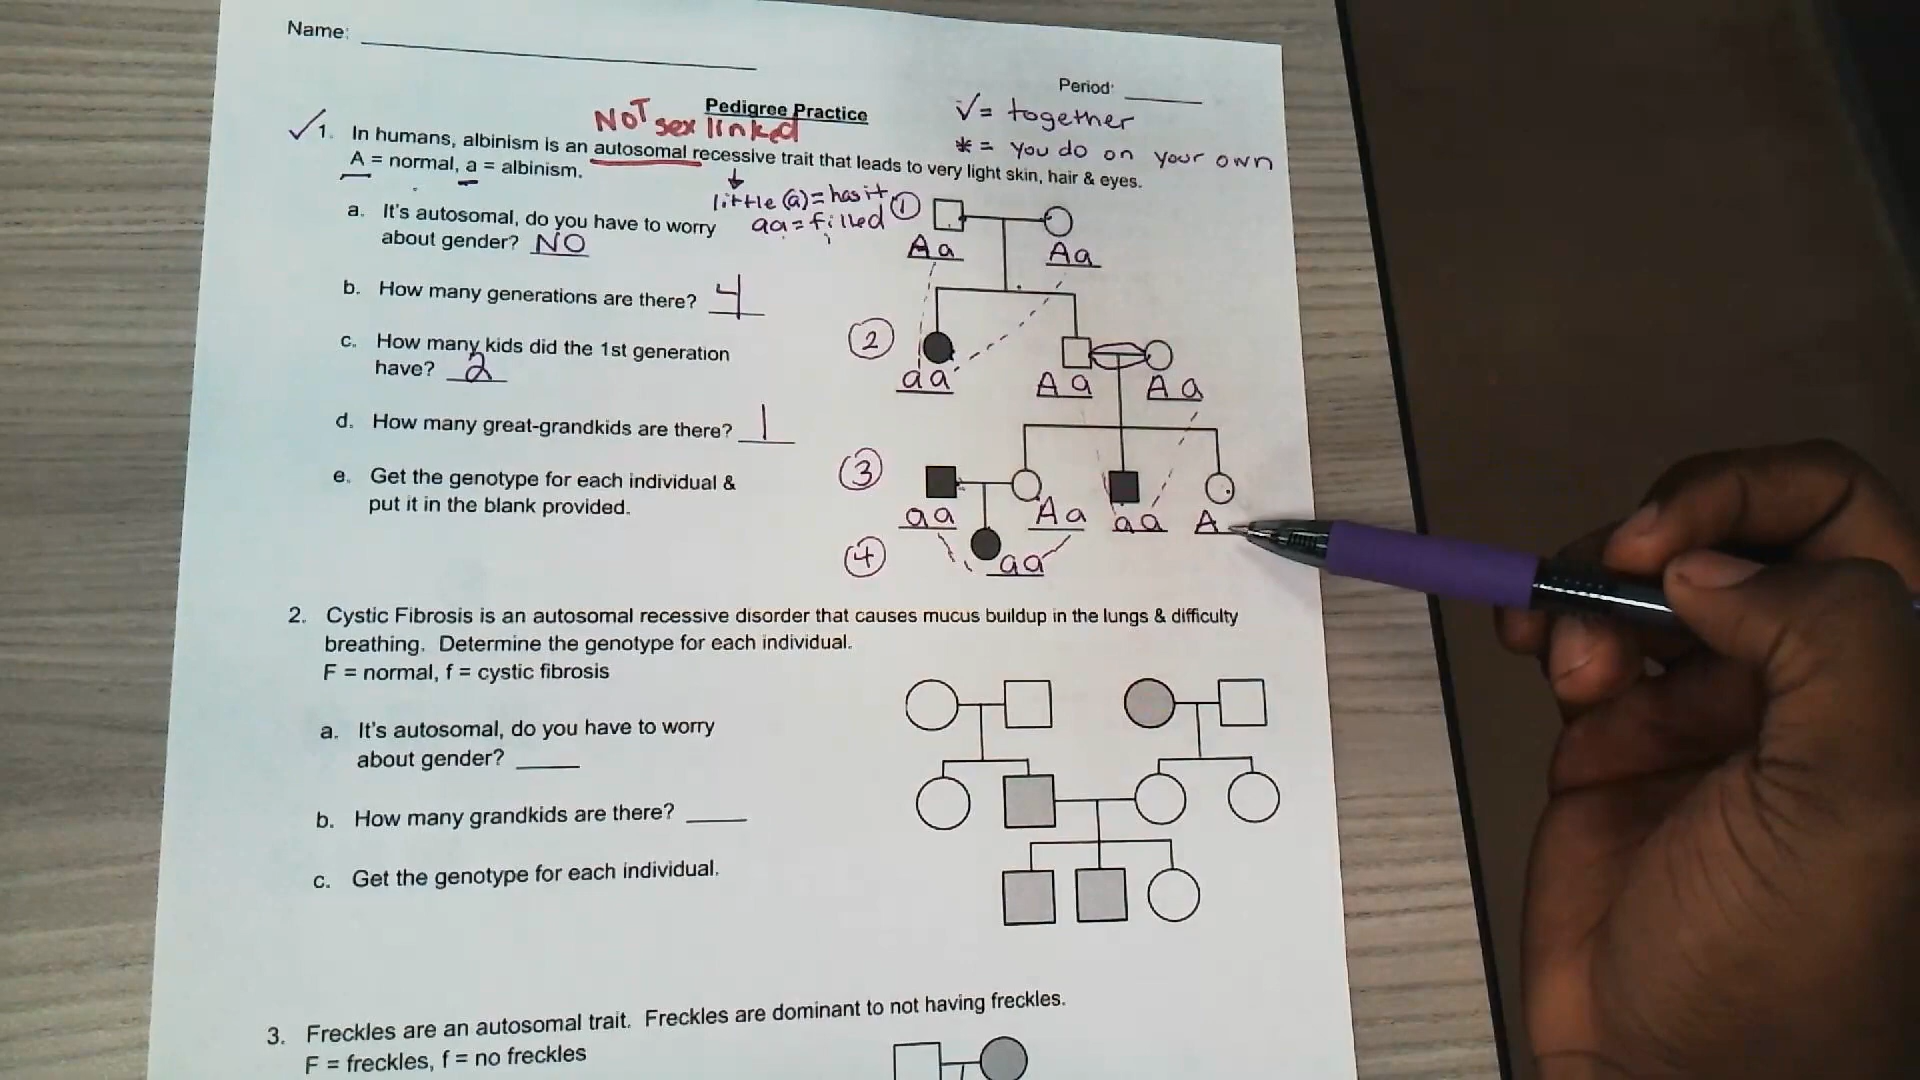 Name:
Period:
Pedigree Practice
NOT sex linked
√= together
* = you do on your own
✓1. In humans, albinism is an autosomal recessive trait that leads to very light skin, hair & eyes.
A = normal, a = albinism.
little (a) = has it
aa = filled
a. It's autosomal, do you have to worry
about gender? NO
b. How many generations are there? 4
c. How many kids did the 1st generation
have? 2
d. How many great-grandkids are there? 1
e. Get the genotype for each individual &
put it in the blank provided.
1
Aa Aa
2
aa Aa Aa
3
aa Aa aa A
4
aa
2. Cystic Fibrosis is an autosomal recessive disorder that causes mucus buildup in the lungs & difficulty
breathing. Determine the genotype for each individual.
F = normal, f = cystic fibrosis
a. It's autosomal, do you have to worry
about gender?
b. How many grandkids are there?
c. Get the genotype for each individual.
3. Freckles are an autosomal trait. Freckles are dominant to not having freckles.
F = freckles, f = no freckles